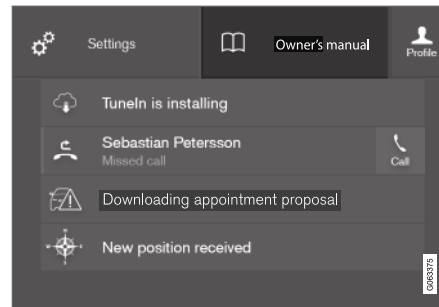 Settings
Owner's manual
Profile
TuneIn is installing
Sebastian Petersson
Missed call
Call
Downloading appointment proposal
New position received
G063375